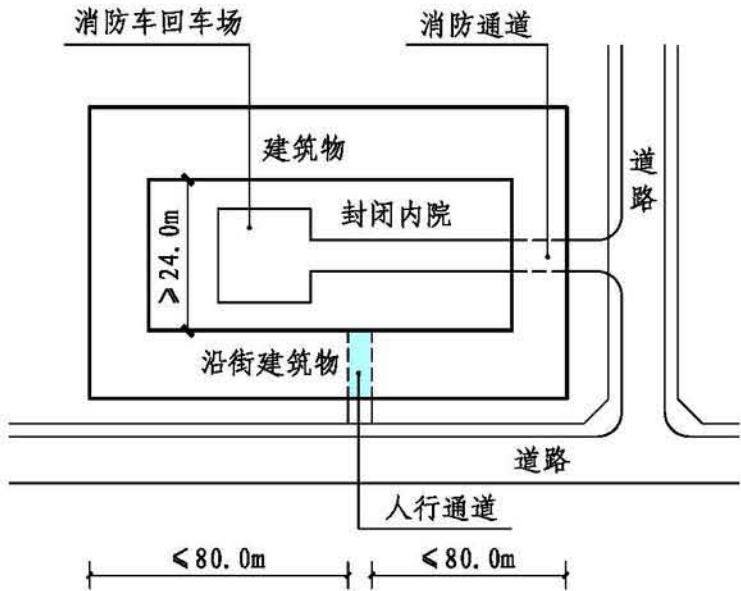 消防车回车场
消防通道
建筑物
道路
封闭内院
≥24.0m
沿街建筑物
道路
人行通道
≤80.0m
≤80.0m